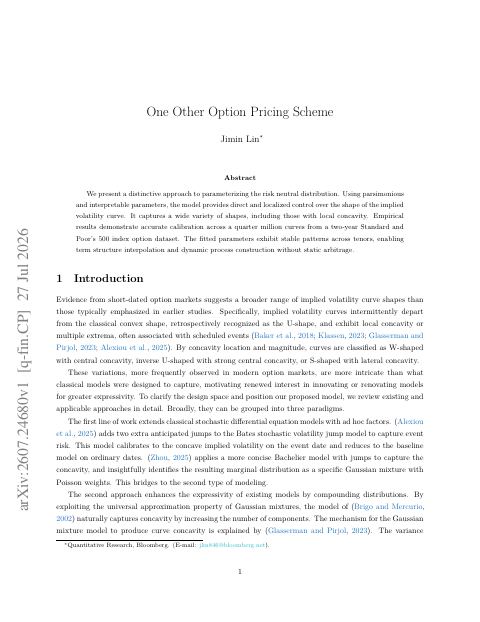 One Other Option Pricing Scheme
Jimin Lin*
Abstract
We present a distinctive approach to parameterizing the risk neutral distribution. Using parsimonious
and interpretable parameters, the model provides direct and localized control over the shape of the implied
volatility curve. It captures a wide variety of shapes, including those with local concavity. Empirical
results demonstrate accurate calibration across a quarter million curves from a two-year Standard and
Poor's 500 index option dataset. The fitted parameters exhibit stable patterns across tenors, enabling
term structure interpolation and dynamic process construction without static arbitrage.
1 Introduction
Evidence from short-dated option markets suggests a broader range of implied volatility curve shapes than
those typically emphasized in earlier studies. Specifically, implied volatility curves intermittently depart
from the classical convex shape, retrospectively recognized as the U-shape, and exhibit local concavity or
multiple extrema, often associated with scheduled events (Baker et al., 2018; Klassen, 2023; Glasserman and
Pirjol, 2023; Alexiou et al., 2025). By concavity location and magnitude, curves are classified as W-shaped
with central concavity, inverse U-shaped with strong central concavity, or S-shaped with lateral concavity.
These variations, more frequently observed in modern option markets, are more intricate than what
classical models were designed to capture, motivating renewed interest in innovating or renovating models
for greater expressivity. To clarify the design space and position our proposed model, we review existing and
applicable approaches in detail. Broadly, they can be grouped into three paradigms.
The first line of work extends classical stochastic differential equation models with ad hoc factors. (Alexiou
et al., 2025) adds two extra anticipated jumps to the Bates stochastic volatility jump model to capture event
risk. This model calibrates to the concave implied volatility on the event date and reduces to the baseline
model on ordinary dates. (Zhou, 2025) applies a more concise Bachelier model with jumps to capture the
concavity, and insightfully identifies the resulting marginal distribution as a specific Gaussian mixture with
Poisson weights. This bridges to the second type of modeling.
The second approach enhances the expressivity of existing models by compounding distributions. By
exploiting the universal approximation property of Gaussian mixtures, the model of (Brigo and Mercurio,
2002) naturally captures concavity by increasing the number of components. The mechanism for the Gaussian
mixture model to produce curve concavity is explained by (Glasserman and Pirjol, 2023). The variance
*Quantitative Research, Bloomberg. (E-mail: jlin836@bloomberg.net).
1
arXiv:2607.24680v1 [q-fin.CP] 27 Jul 2026